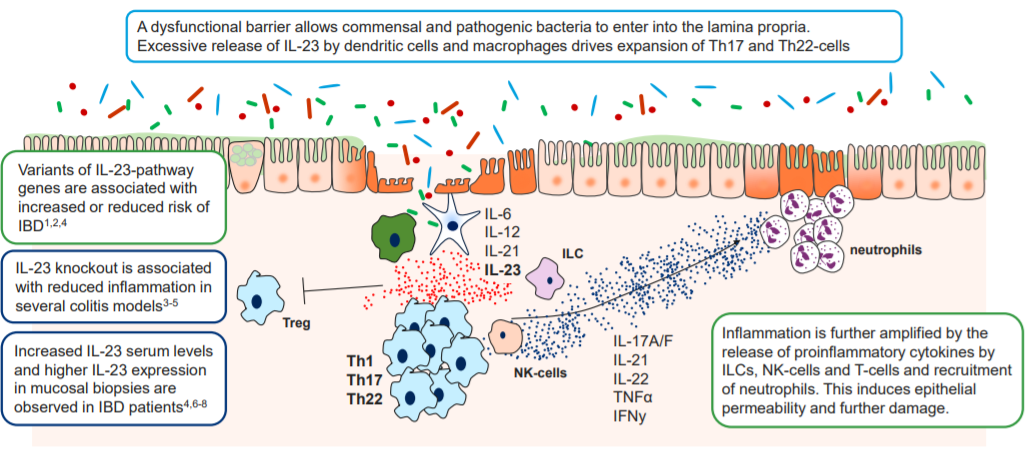 A dysfunctional barrier allows commensal and pathogenic bacteria to enter into the lamina propria.
Excessive release of IL-23 by dendritic cells and macrophages drives expansion of Th17 and Th22-cells
Variants of IL-23-pathway
genes are associated with
increased or reduced risk of
IBD1,2,4
IL-23 knockout is associated
with reduced inflammation in
several colitis models3-5
Increased IL-23 serum levels
and higher IL-23 expression
in mucosal biopsies are
observed in IBD patients4,6-8
IL-6
IL-12
IL-21
IL-23
ILC
neutrophils
Treg
Th1
Th17
Th22
NK-cells
IL-17A/F
IL-21
IL-22
TNFα
IFNy
Inflammation is further amplified by the
release of proinflammatory cytokines by
ILCs, NK-cells and T-cells and recruitment
of neutrophils. This induces epithelial
permeability and further damage.